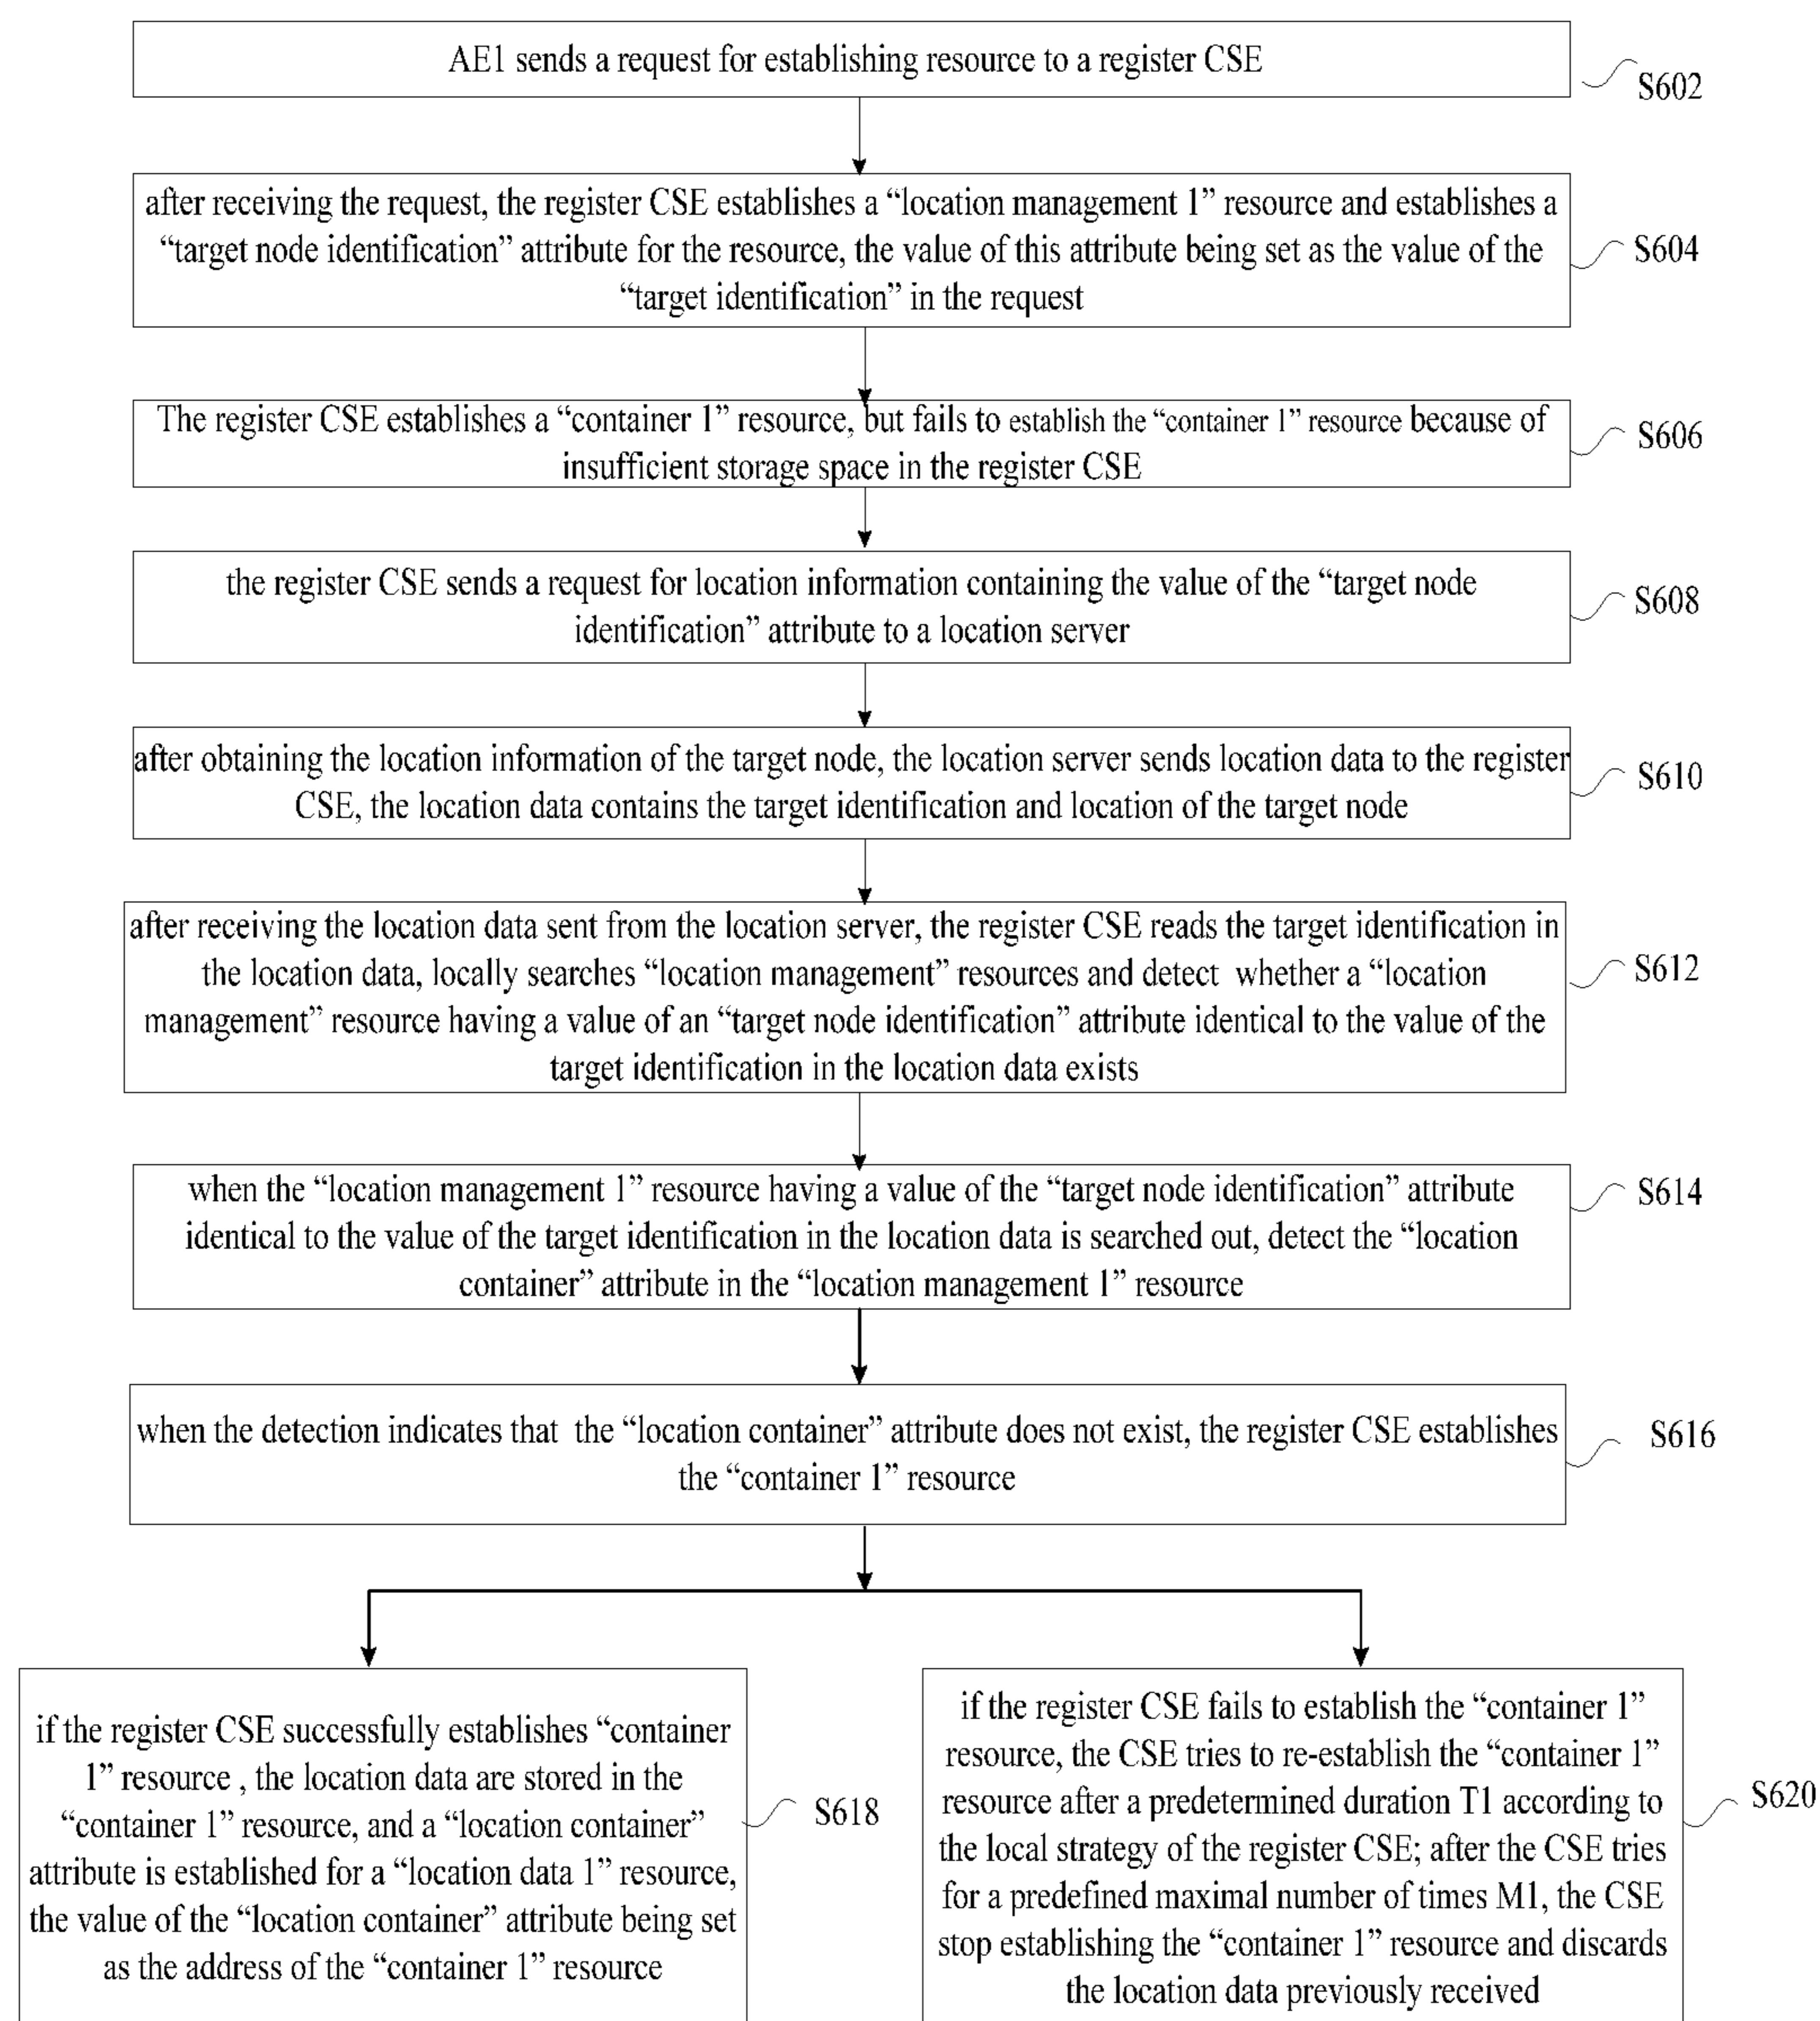 AE1 sends a request for establishing resource to a register CSE
S602
after receiving the request, the register CSE establishes a “location management 1” resource and establishes a
“target node identification” attribute for the resource, the value of this attribute being set as the value of the
“target identification” in the request
S604
The register CSE establishes a “container 1” resource, but fails to establish the “container 1” resource because of
insufficient storage space in the register CSE
S606
the register CSE sends a request for location information containing the value of the “target node
identification” attribute to a location server
S608
after obtaining the location information of the target node, the location server sends location data to the register
CSE, the location data contains the target identification and location of the target node
S610
after receiving the location data sent from the location server, the register CSE reads the target identification in
the location data, locally searches “location management” resources and detect whether a “location
management” resource having a value of an “target node identification” attribute identical to the value of the
target identification in the location data exists
S612
when the “location management 1” resource having a value of the “target node identification” attribute
identical to the value of the target identification in the location data is searched out, detect the “location
container” attribute in the “location management 1” resource
S614
when the detection indicates that the “location container” attribute does not exist, the register CSE establishes
the “container 1” resource
S616
if the register CSE successfully establishes “container
1” resource , the location data are stored in the
“container 1” resource, and a “location container”
attribute is established for a “location data 1” resource,
the value of the “location container” attribute being set
as the address of the “container 1” resource
S618
if the register CSE fails to establish the “container 1”
resource, the CSE tries to re-establish the “container 1”
resource after a predetermined duration T1 according to
the local strategy of the register CSE; after the CSE tries
for a predefined maximal number of times M1, the CSE
stop establishing the “container 1” resource and discards
the location data previously received
S620